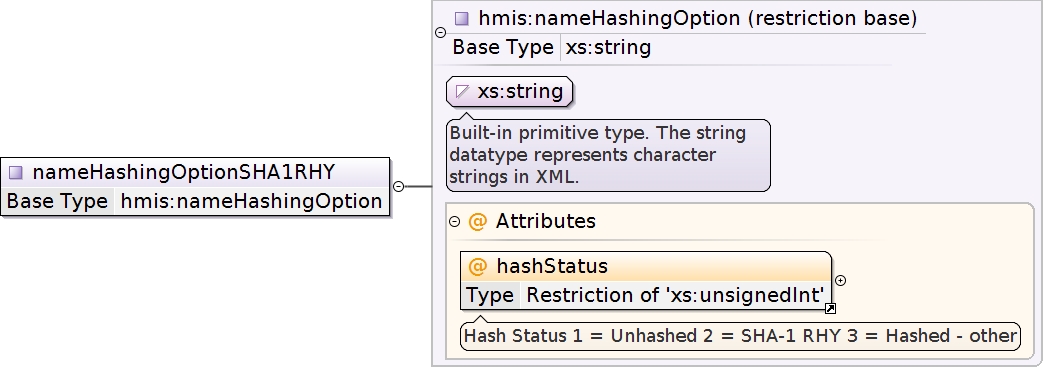 hmis:nameHashingOption (restriction base)
Base Type xs:string
xs:string
Built-in primitive type. The string
datatype represents character
strings in XML.
nameHashingOptionSHA1RHY
Base Type hmis:nameHashingOption
@ Attributes
@ hashStatus
Type Restriction of 'xs:unsignedInt'
Hash Status 1 = Unhashed 2 = SHA-1 RHY 3 = Hashed - other